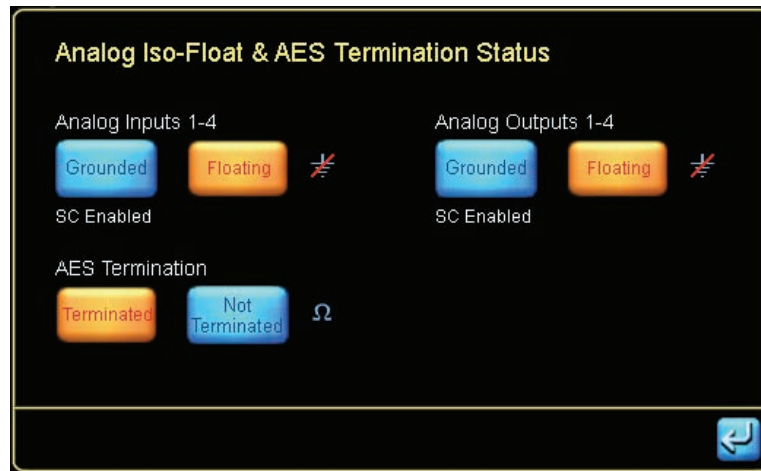 Analog Iso-Float & AES Termination Status
Analog Inputs 1-4
Grounded
Floating
SC Enabled
Analog Outputs 1-4
Grounded
Floating
SC Enabled
AES Termination
Terminated
Not
Terminated
Ω